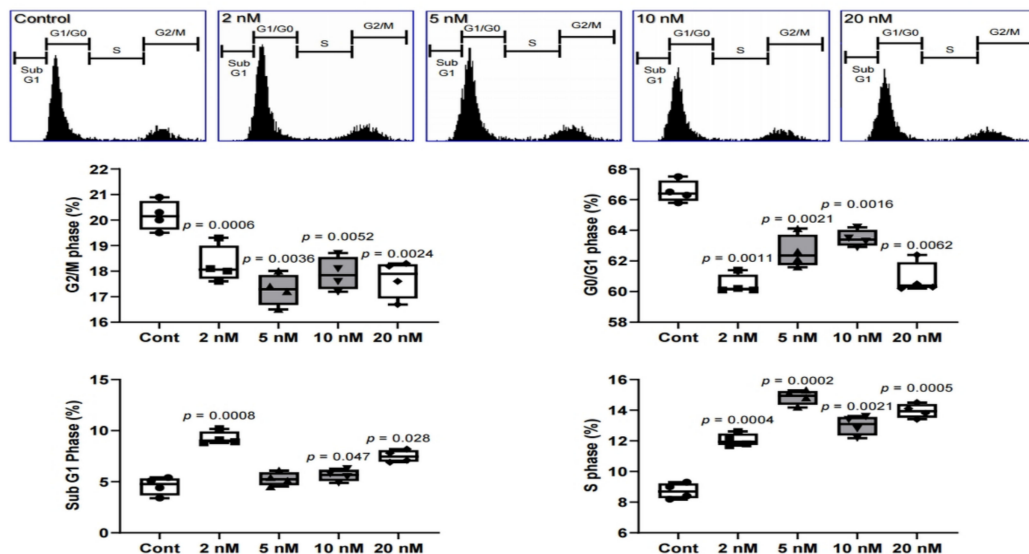 Control
G1/G0
G2/M
S
Sub
G1
2 nM
G1/G0
G2/M
S
Sub
G1
5 nM
G1/G0
G2/M
S
Sub
G1
10 nM
G1/G0
G2/M
S
Sub
G1
20 nM
G1/G0
G2/M
S
Sub
G1
G2/M phase (%)
22
21
20
19
18
17
16
p = 0.0006
p = 0.0036
p = 0.0052
p = 0.0024
Cont 2 nM 5 nM 10 nM 20 nM
G0/G1 phase (%)
68
66
64
62
60
58
p = 0.0011
p = 0.0021
p = 0.0016
p = 0.0062
Cont 2 nM 5 nM 10 nM 20 nM
Sub G1 Phase (%)
15
10
5
0
p = 0.0008
p = 0.047
p = 0.028
Cont 2 nM 5 nM 10 nM 20 nM
S phase (%)
16
14
12
10
8
6
p = 0.0004
p = 0.0002
p = 0.0021
p = 0.0005
Cont 2 nM 5 nM 10 nM 20 nM